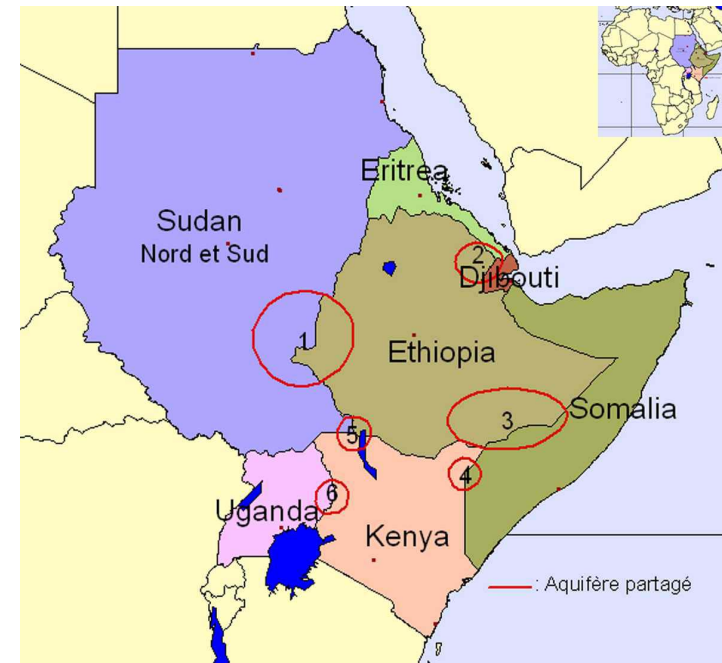 Eritrea
Sudan
Nord et Sud
2
Djibouti
1
Ethiopia
Somalia
3
5
4
6
Uganda
Kenya
: Aquifère partagé